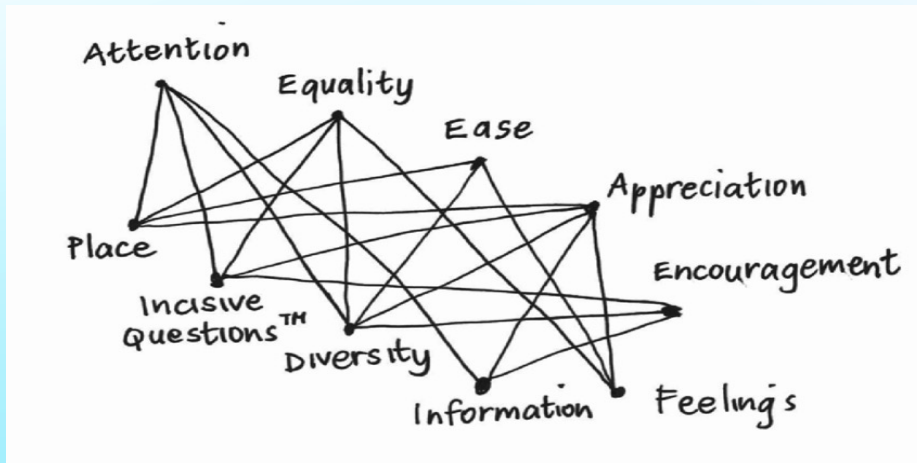 Attention
Equality
Ease
Appreciation
Place
Encouragement
Incisive
Questions™
Diversity
Information
Feelings